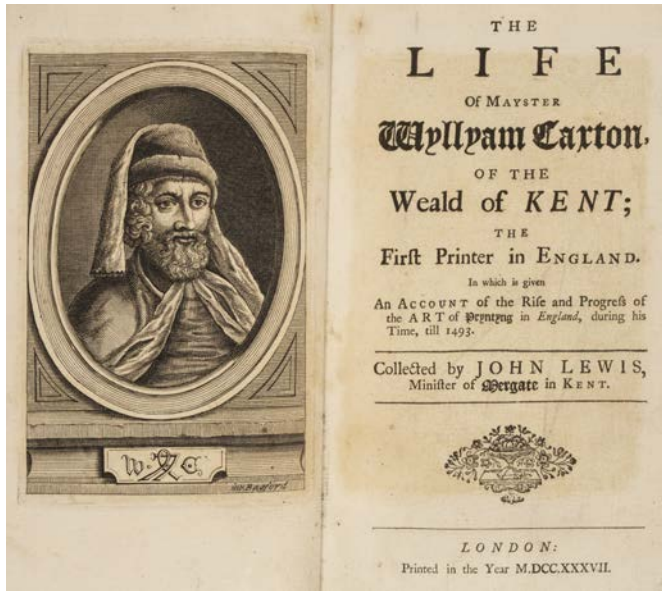 W. C.
inv. Bagford
THE
LIFE
Of MAYSTER
Wyllyam Caxton,
OF THE
Weald of KENT;
THE
Firſt Printer in ENGLAND.
In which is given
An ACCOUNT of the Riſe and Progreſs of
the ART of Pryntyng in England, during his
Time, till 1493.
Collected by JOHN LEWIS,
Miniſter of Mergate in KENT.
LONDON:
Printed in the Year M.DCC.XXXVII.